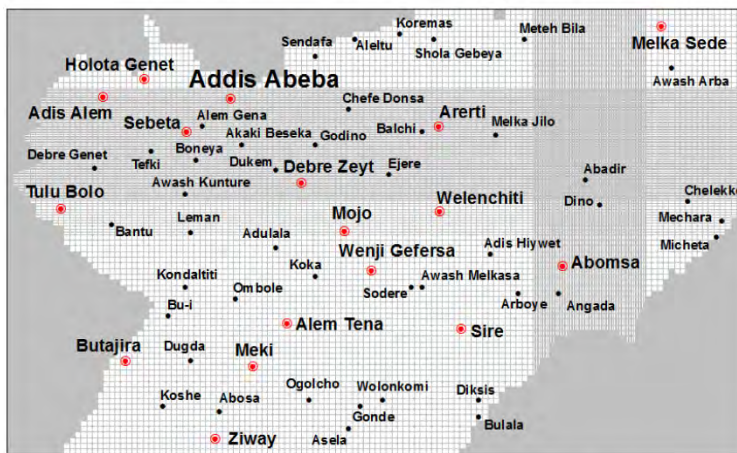 Koremas
Sendafa
Aleltu
Shola Gebeya
Meteh Bila
Melka Sede
Holota Genet
Addis Abeba
Awash Arba
Adis Alem
Alem Gena
Chefe Donsa
Arerti
Sebeta
Akaki Beseka
Godino
Balchi
Melka Jilo
Debre Genet
Tefki
Boneya
Dukem
Debre Zeyt
Ejere
Abadir
Tulu Bolo
Awash Kunture
Welenchiti
Dino
Chelekko
Mechara
Bantu
Leman
Mojo
Micheta
Adulala
Wenji Gefersa
Adis Hiywet
Abomsa
Kondaltiti
Koka
Ombole
Sodere
Awash Melkasa
Bu-i
Arboye
Angada
Alem Tena
Sire
Butajira
Dugda
Meki
Koshe
Abosa
Ogolcho
Wolonkomi
Diksis
Gonde
Bulala
Ziway
Asela